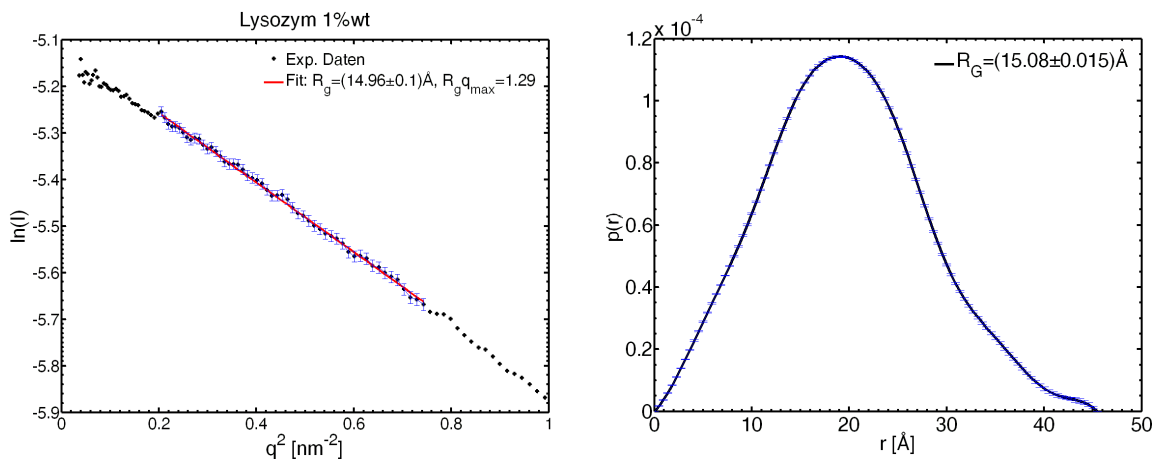 Lysozym 1%wt
-5.1
-5.2
-5.3
-5.4
-5.5
-5.6
-5.7
-5.8
-5.9
ln(I)
Exp. Daten
Fit: R_g=(14.96±0.1)Å, R_g q_max=1.29
0 0.2 0.4 0.6 0.8 1
q² [nm⁻²]
x 10⁻⁴
1.2
1
0.8
0.6
0.4
0.2
0
p(r)
R_G=(15.08±0.015)Å
0 10 20 30 40 50
r [Å]